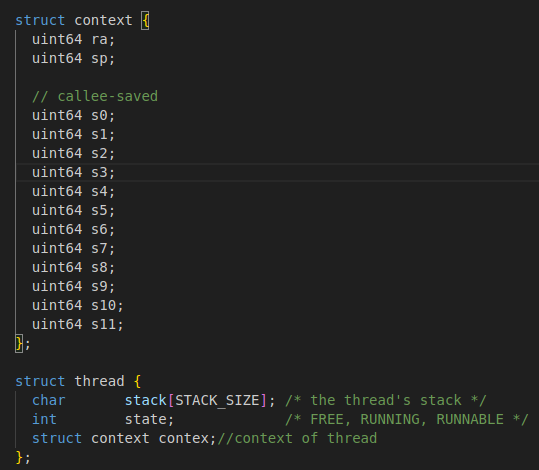 struct context {
  uint64 ra;
  uint64 sp;

  // callee-saved
  uint64 s0;
  uint64 s1;
  uint64 s2;
  uint64 s3;
  uint64 s4;
  uint64 s5;
  uint64 s6;
  uint64 s7;
  uint64 s8;
  uint64 s9;
  uint64 s10;
  uint64 s11;
};

struct thread {
  char       stack[STACK_SIZE]; /* the thread's stack */
  int        state;             /* FREE, RUNNING, RUNNABLE */
  struct context contex;//context of thread
};